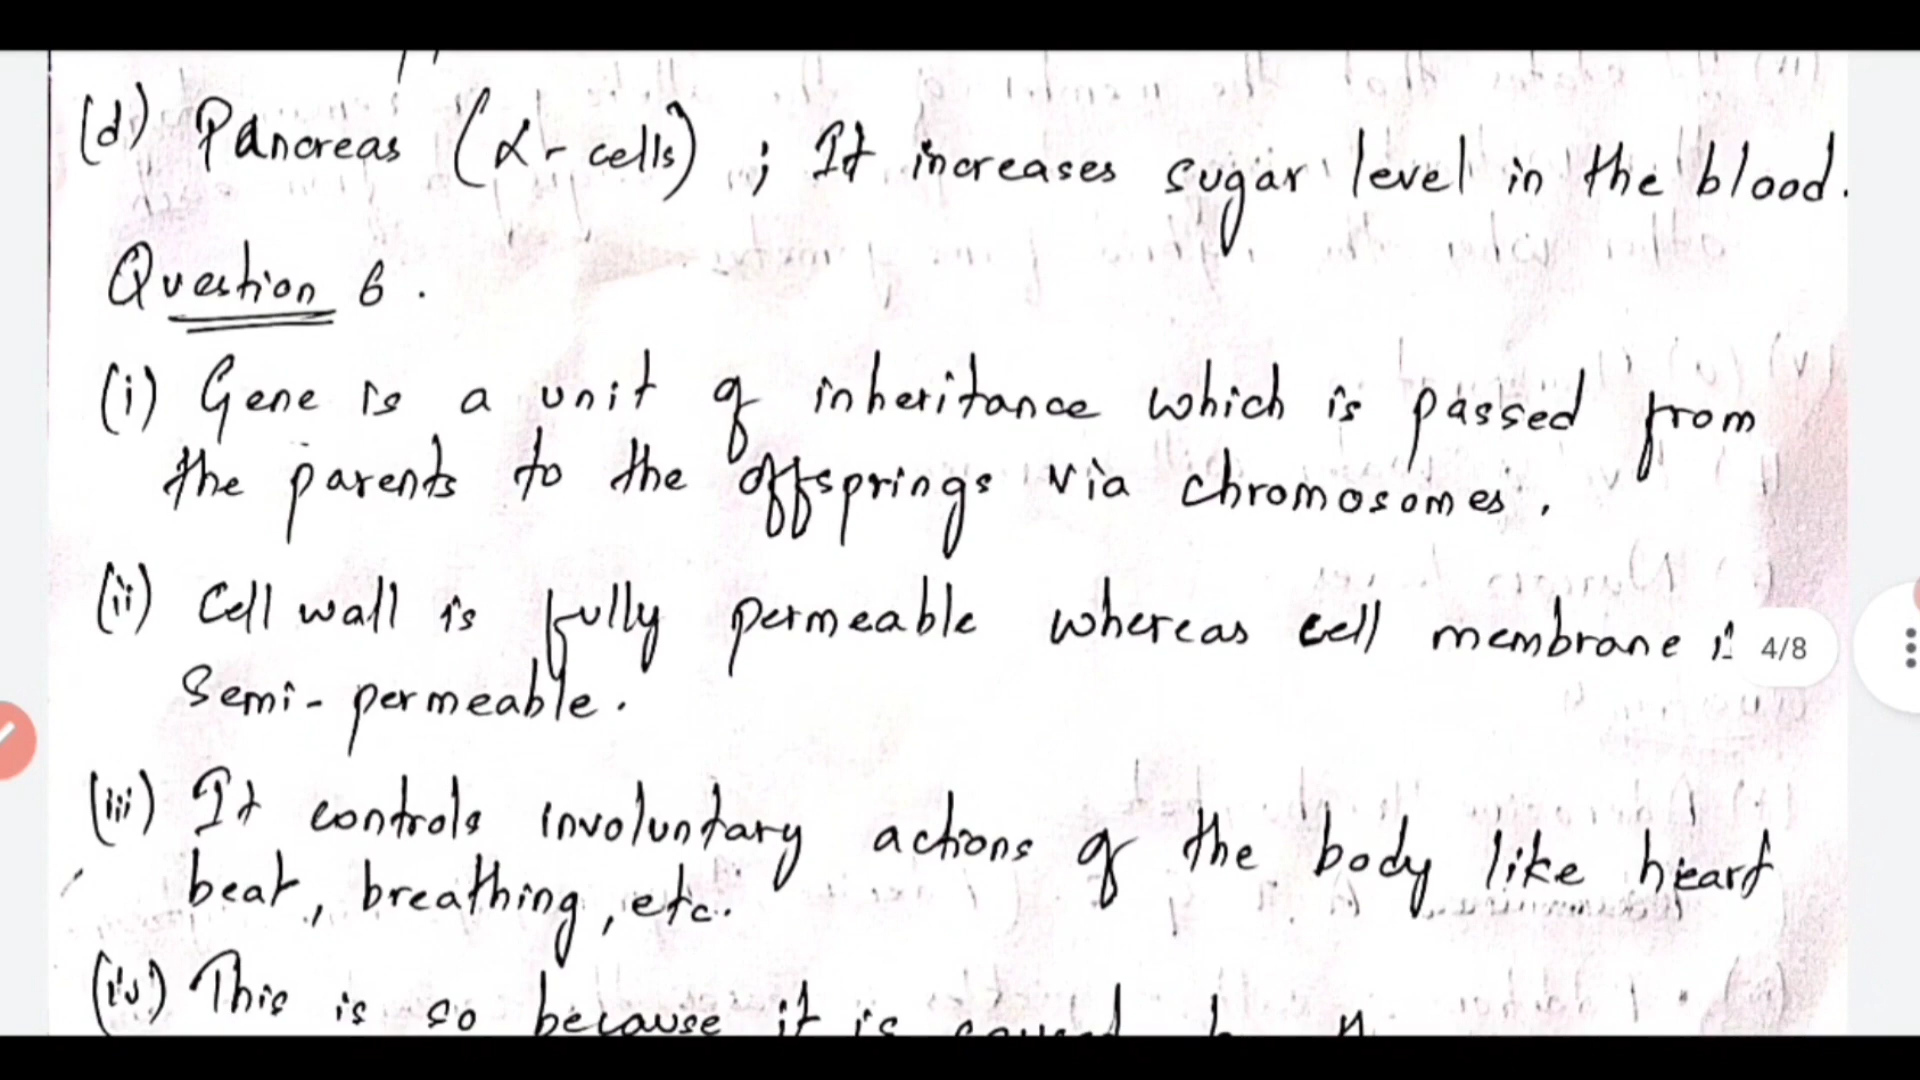 (d) Pancreas (α-cells) ; It increases sugar level in the blood.
Question 6.
(i) Gene is a unit of inheritance which is passed from
the parents to the offsprings via chromosomes.
(ii) Cell wall is fully permeable whereas cell membrane is
Semi-permeable.
4/8
(iii) It controls involuntary actions of the body like heart
beat, breathing, etc.
(iv) This is so because it is caused